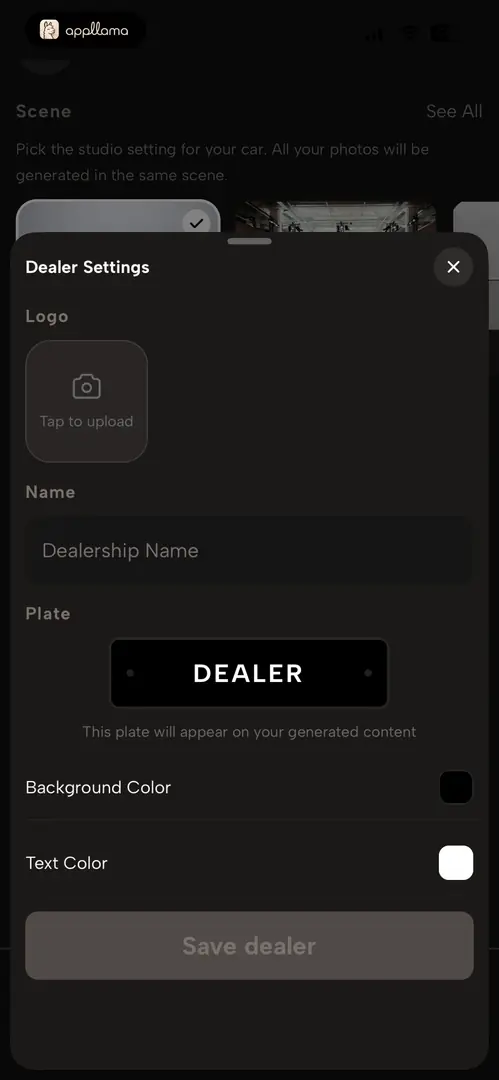 appllama
Scene
See All
Pick the studio setting for your car. All your photos will be
generated in the same scene.
Dealer Settings
Logo
Tap to upload
Name
Dealership Name
Plate
DEALER
This plate will appear on your generated content
Background Color
Text Color
Save dealer